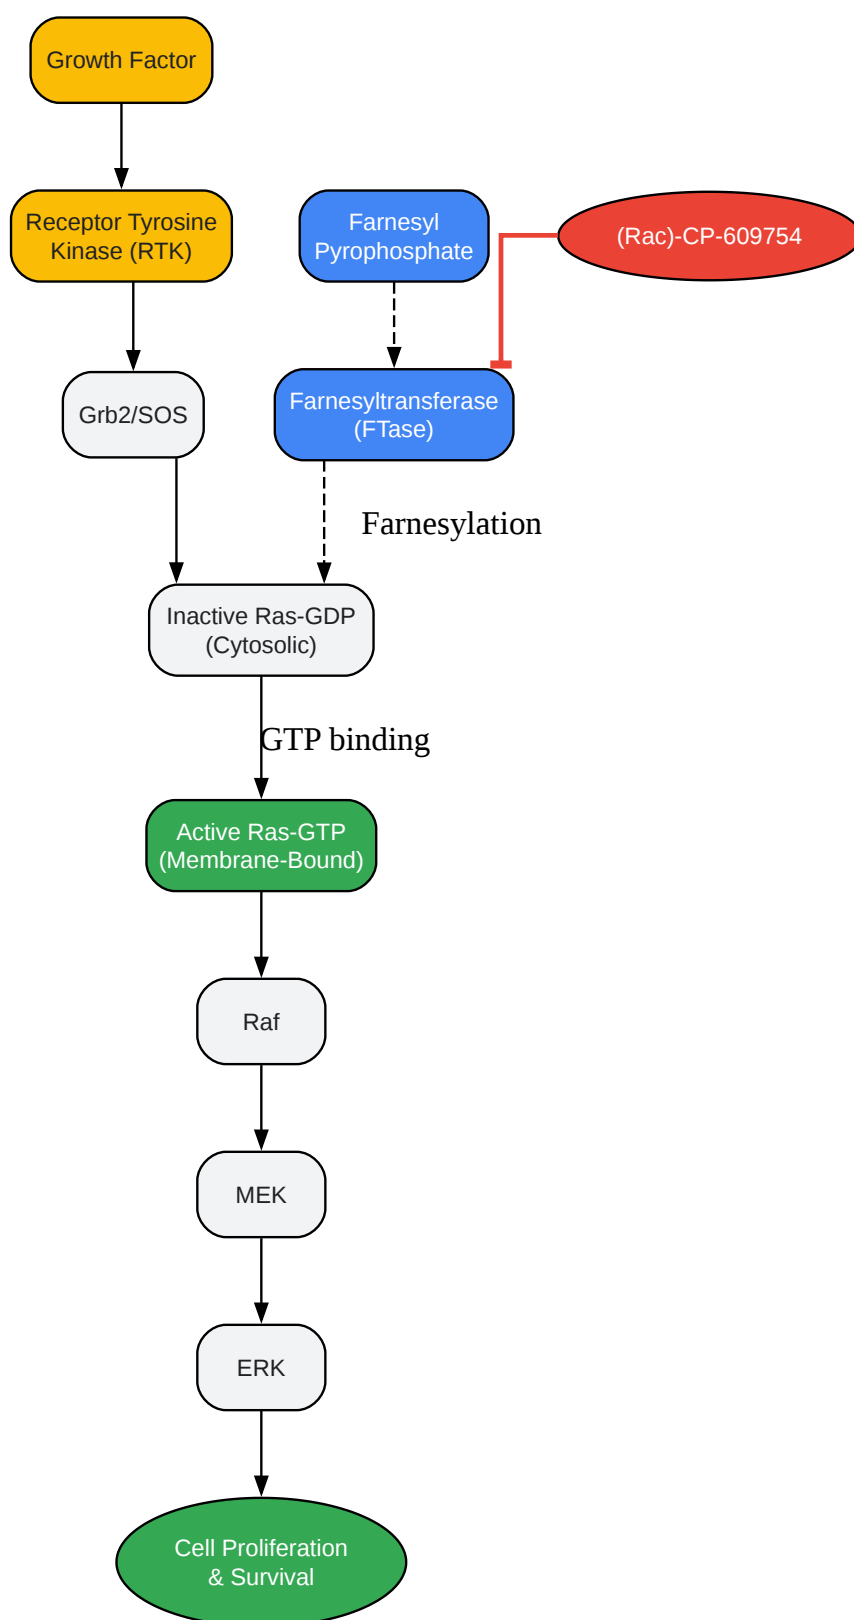 Growth Factor
Receptor Tyrosine
Kinase (RTK)
Farnesyl
Pyrophosphate
(Rac)-CP-609754
Grb2/SOS
Farnesyltransferase
(FTase)
Farnesylation
Inactive Ras-GDP
(Cytosolic)
GTP binding
Active Ras-GTP
(Membrane-Bound)
Raf
MEK
ERK
Cell Proliferation
& Survival